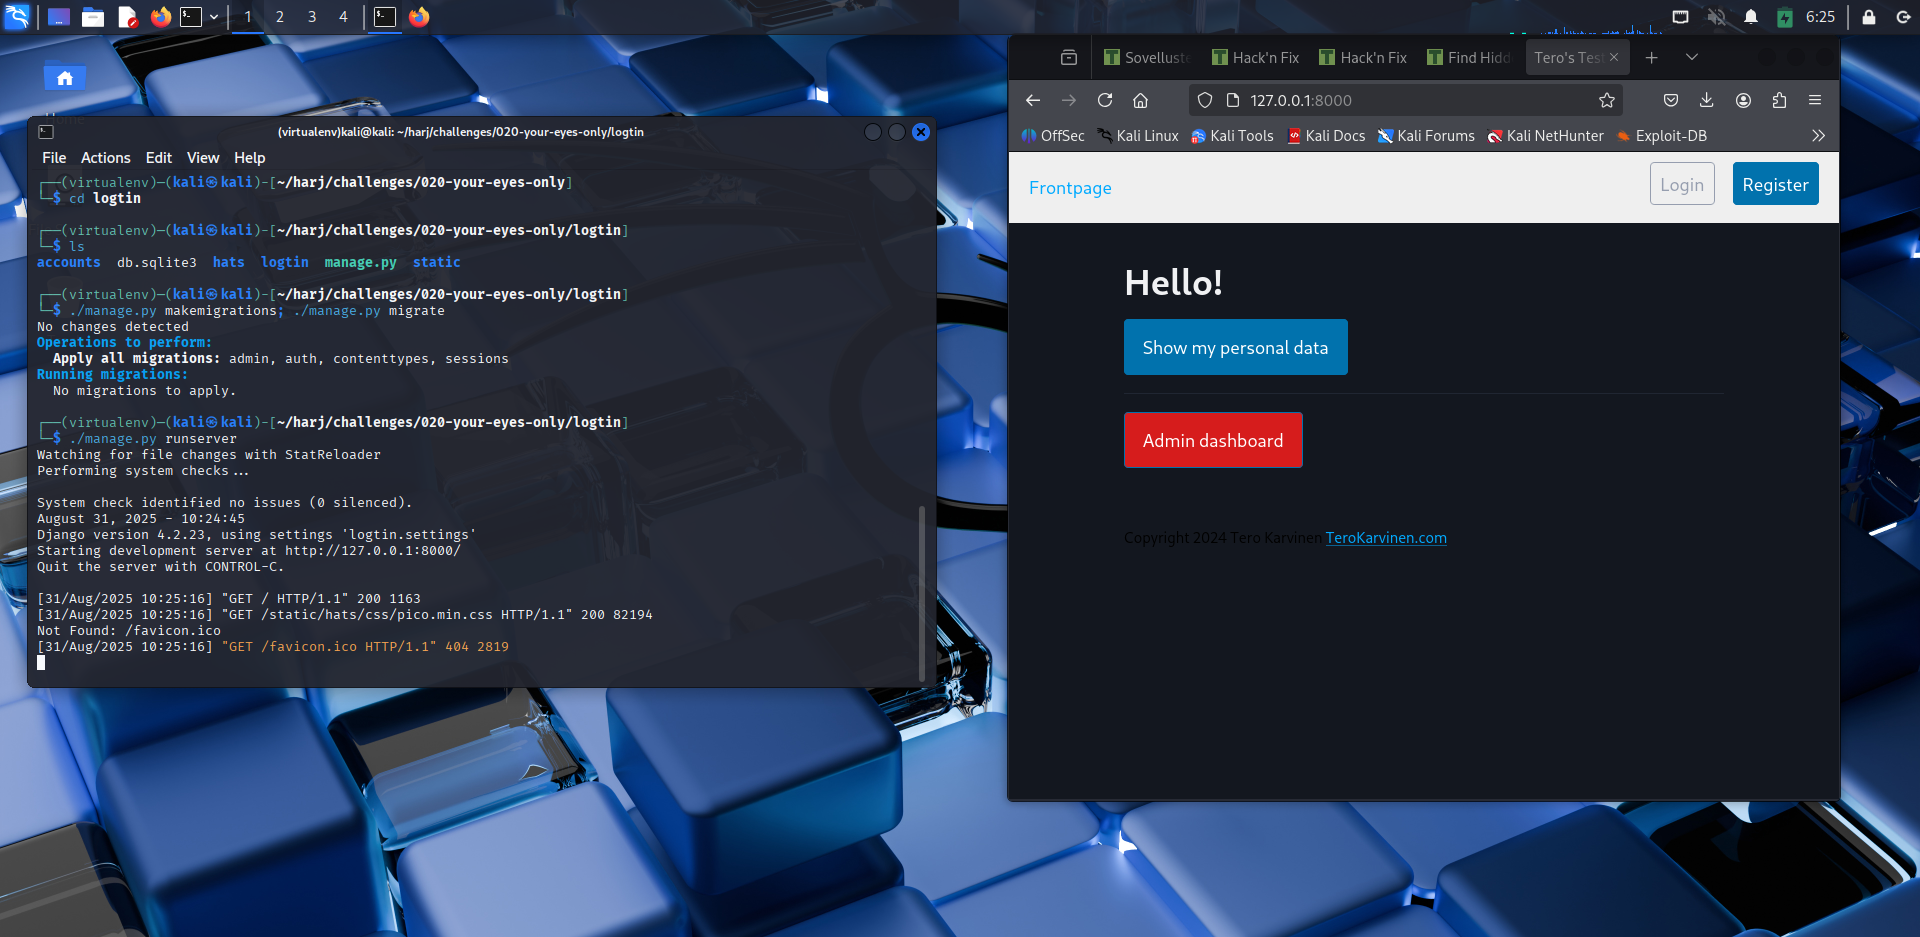 1 2 3 4
6:25
Home
(virtualenv)kali@kali: ~/harj/challenges/020-your-eyes-only/logtin
File Actions Edit View Help
┌──(virtualenv)─(kali㉿kali)-[~/harj/challenges/020-your-eyes-only]
└─$ cd logtin
┌──(virtualenv)─(kali㉿kali)-[~/harj/challenges/020-your-eyes-only/logtin]
└─$ ls
accounts db.sqlite3 hats logtin manage.py static
┌──(virtualenv)─(kali㉿kali)-[~/harj/challenges/020-your-eyes-only/logtin]
└─$ ./manage.py makemigrations; ./manage.py migrate
No changes detected
Operations to perform:
Apply all migrations: admin, auth, contenttypes, sessions
Running migrations:
No migrations to apply.
┌──(virtualenv)─(kali㉿kali)-[~/harj/challenges/020-your-eyes-only/logtin]
└─$ ./manage.py runserver
Watching for file changes with StatReloader
Performing system checks...
System check identified no issues (0 silenced).
August 31, 2025 - 10:24:45
Django version 4.2.23, using settings 'logtin.settings'
Starting development server at http://127.0.0.1:8000/
Quit the server with CONTROL-C.
[31/Aug/2025 10:25:16] "GET / HTTP/1.1" 200 1163
[31/Aug/2025 10:25:16] "GET /static/hats/css/pico.min.css HTTP/1.1" 200 82194
Not Found: /favicon.ico
[31/Aug/2025 10:25:16] "GET /favicon.ico HTTP/1.1" 404 2819
Sovelluste Hack'n Fix Hack'n Fix Find Hidd Tero's Test
127.0.0.1:8000
OffSec Kali Linux Kali Tools Kali Docs Kali Forums Kali NetHunter Exploit-DB
Frontpage Login Register
Hello!
Show my personal data
Admin dashboard
Copyright 2024 Tero Karvinen TeroKarvinen.com